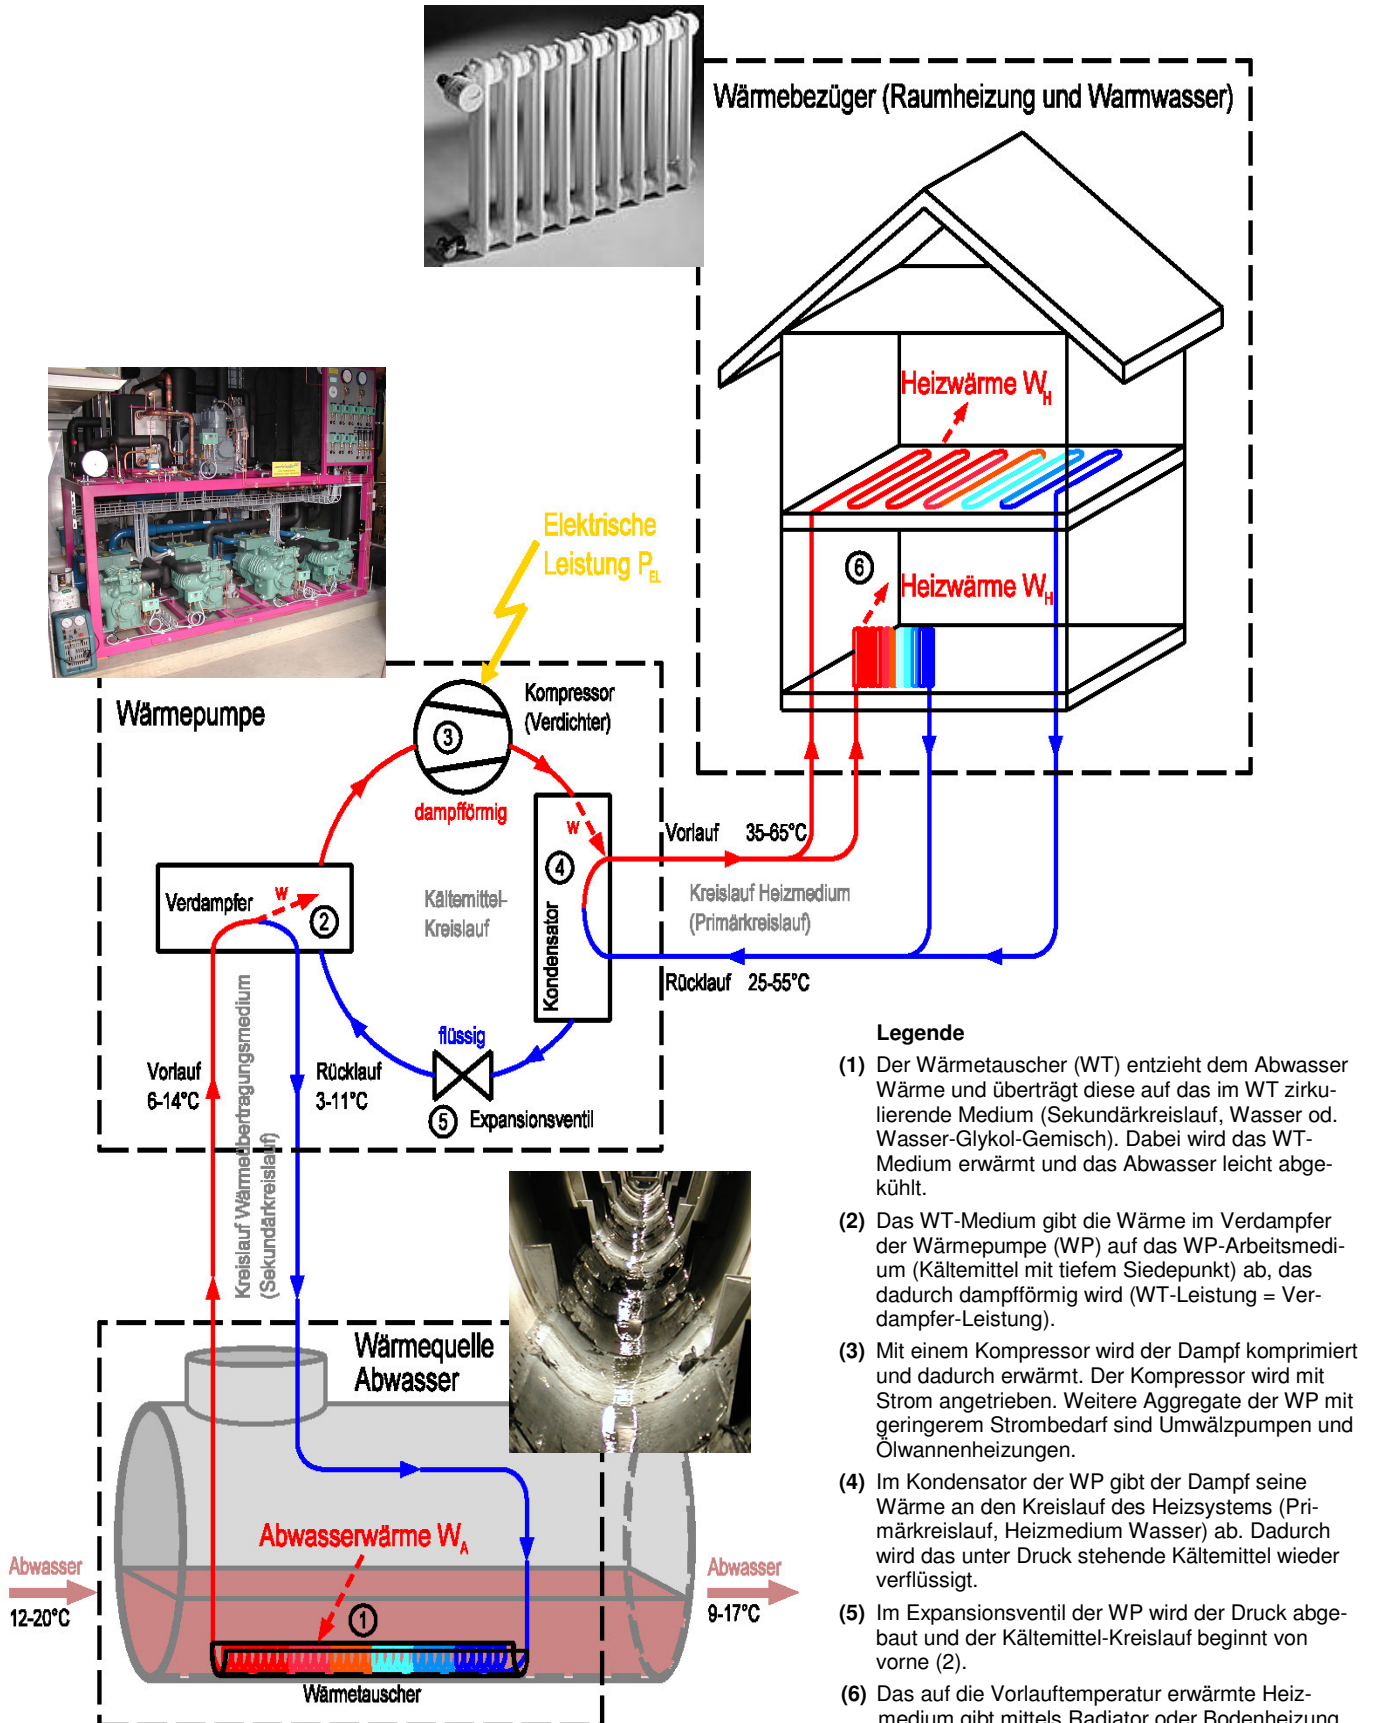 Wärmebezüger (Raumheizung und Warmwasser)
Heizwärme W_H
Elektrische
Leistung P_EL
6
Heizwärme W_H
Wärmepumpe
Kompressor
(Verdichter)
3
dampfförmig
W
Vorlauf 35-65°C
4
Verdampfer
W
2
Kältemittel-
Kreislauf
Kondensator
Kreislauf Heizmedium
(Primärkreislauf)
Rücklauf 25-55°C
flüssig
Vorlauf
6-14°C
Kreislauf Wärmeübertragungsmedium
(Sekundärkreislauf)
Rücklauf
3-11°C
5 Expansionsventil
Wärmequelle
Abwasser
Abwasserwärme W_A
Abwasser
12-20°C
1
Abwasser
9-17°C
Wärmetauscher
Legende
(1) Der Wärmetauscher (WT) entzieht dem Abwasser
Wärme und überträgt diese auf das im WT zirku-
lierende Medium (Sekundärkreislauf, Wasser od.
Wasser-Glykol-Gemisch). Dabei wird das WT-
Medium erwärmt und das Abwasser leicht abge-
kühlt.
(2) Das WT-Medium gibt die Wärme im Verdampfer
der Wärmepumpe (WP) auf das WP-Arbeitsmedi-
um (Kältemittel mit tiefem Siedepunkt) ab, das
dadurch dampfförmig wird (WT-Leistung = Ver-
dampfer-Leistung).
(3) Mit einem Kompressor wird der Dampf komprimiert
und dadurch erwärmt. Der Kompressor wird mit
Strom angetrieben. Weitere Aggregate der WP mit
geringerem Strombedarf sind Umwälzpumpen und
Ölwannenheizungen.
(4) Im Kondensator der WP gibt der Dampf seine
Wärme an den Kreislauf des Heizsystems (Pri-
märkreislauf, Heizmedium Wasser) ab. Dadurch
wird das unter Druck stehende Kältemittel wieder
verflüssigt.
(5) Im Expansionsventil der WP wird der Druck abge-
baut und der Kältemittel-Kreislauf beginnt von
vorne (2).
(6) Das auf die Vorlauftemperatur erwärmte Heiz-
medium gibt mittels Radiator oder Bodenheizung